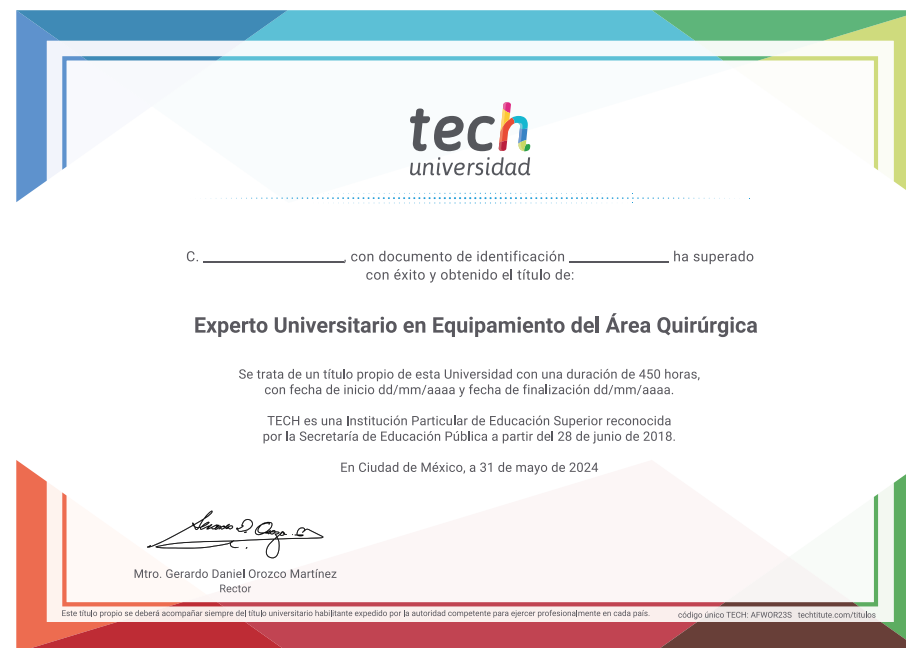 tech
universidad
C. ____________, con documento de identificación ____________ ha superado
con éxito y obtenido el título de:
Experto Universitario en Equipamiento del Área Quirúrgica
Se trata de un título propio de esta Universidad con una duración de 450 horas,
con fecha de inicio dd/mm/aaaa y fecha de finalización dd/mm/aaaa.
TECH es una Institución Particular de Educación Superior reconocida
por la Secretaría de Educación Pública a partir del 28 de junio de 2018.
En Ciudad de México, a 31 de mayo de 2024
Mtro. Gerardo Daniel Orozco Martínez
Rector
Este título propio se deberá acompañar siempre del título universitario habilitante expedido por la autoridad competente para ejercer profesionalmente en cada país.
código único TECH: AFWOR23S techtitute.com/títulos